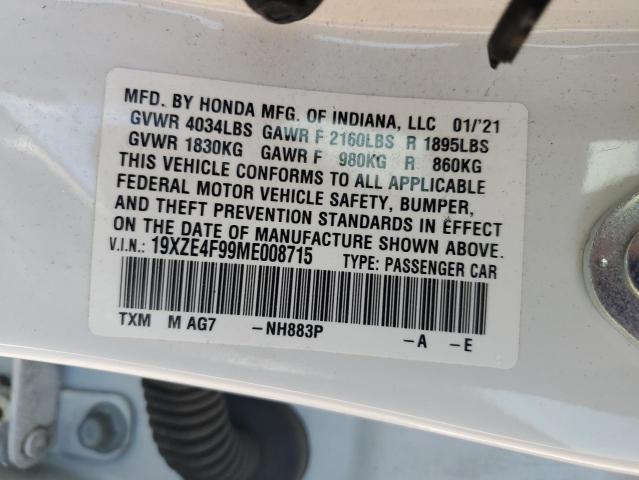 MFD. BY HONDA MFG. OF INDIANA, LLC 01/'21
GVWR 4034LBS GAWR F 2160LBS R 1895LBS
GVWR 1830KG GAWR F 980KG R 860KG
THIS VEHICLE CONFORMS TO ALL APPLICABLE
FEDERAL MOTOR VEHICLE SAFETY, BUMPER,
AND THEFT PREVENTION STANDARDS IN EFFECT
ON THE DATE OF MANUFACTURE SHOWN ABOVE.
V.I.N.: 19XZE4F99ME008715 TYPE: PASSENGER CAR
TXM M AG7 -NH883P -A -E